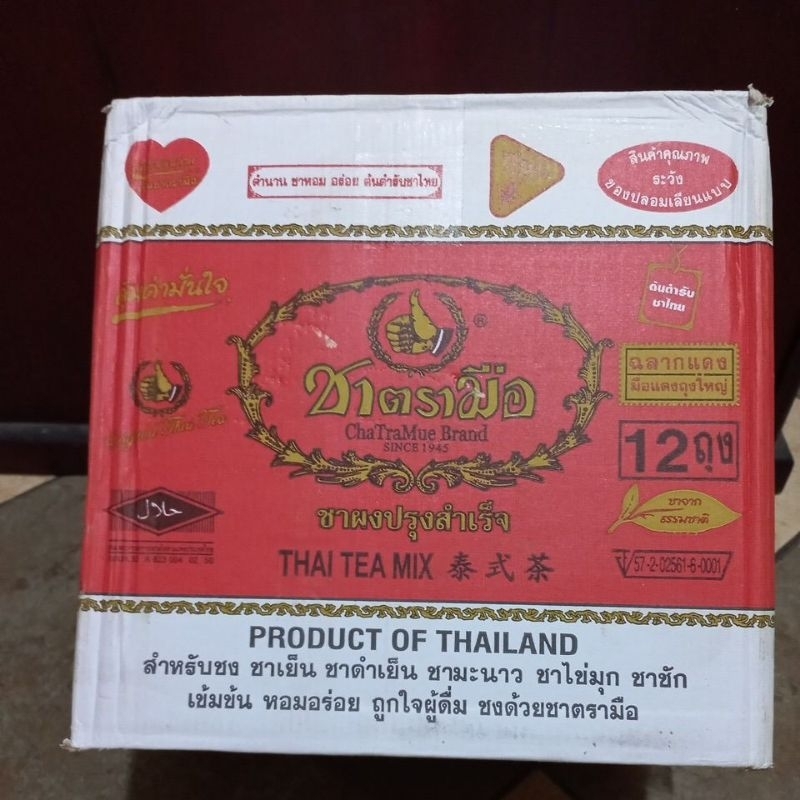 ตำนาน ชาหอม อร่อย ต้นตำรับชาไทย
สินค้าคุณภาพ
ระวัง
ของปลอมเลียนแบบ
คุ้มค่ามั่นใจ
ต้นตำรับ
ชาไทย
®
ชาตรามือ
ChaTraMue Brand
SINCE 1945
ฉลากแดง
มือแดงถุงใหญ่
12ถุง
حلال
ชาจาก
ธรรมชาติ
ชาผงปรุงสำเร็จ
THAI TEA MIX 泰式茶
57-2-02561-6-0001
PRODUCT OF THAILAND
สำหรับชง ชาเย็น ชาดำเย็น ชามะนาว ชาไข่มุก ชาชัก
เข้มข้น หอมอร่อย ถูกใจผู้ดื่ม ชงด้วยชาตรามือ